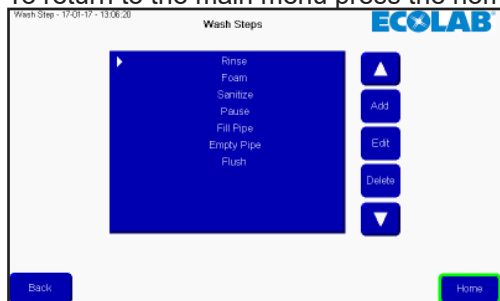 To return to the main menu press the hom
Wash Step - 17-01-17 - 13:06:20
Wash Steps
ECOLAB®
Rinse
Foam
Sanitize
Pause
Fill Pipe
Empty Pipe
Flush
Add
Edit
Delete
Back
Home